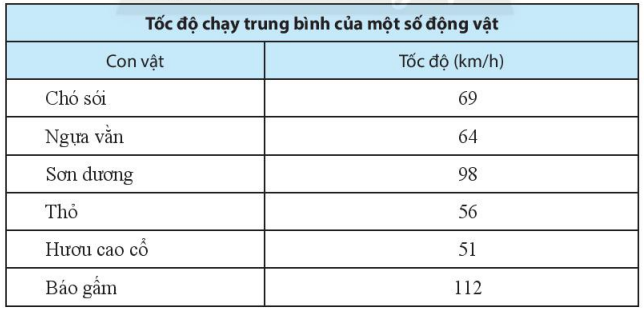 Tốc độ chạy trung bình của một số động vật
Con vật Tốc độ (km/h)
Chó sói 69
Ngựa vằn 64
Sơn dương 98
Thỏ 56
Hươu cao cổ 51
Báo gấm 112